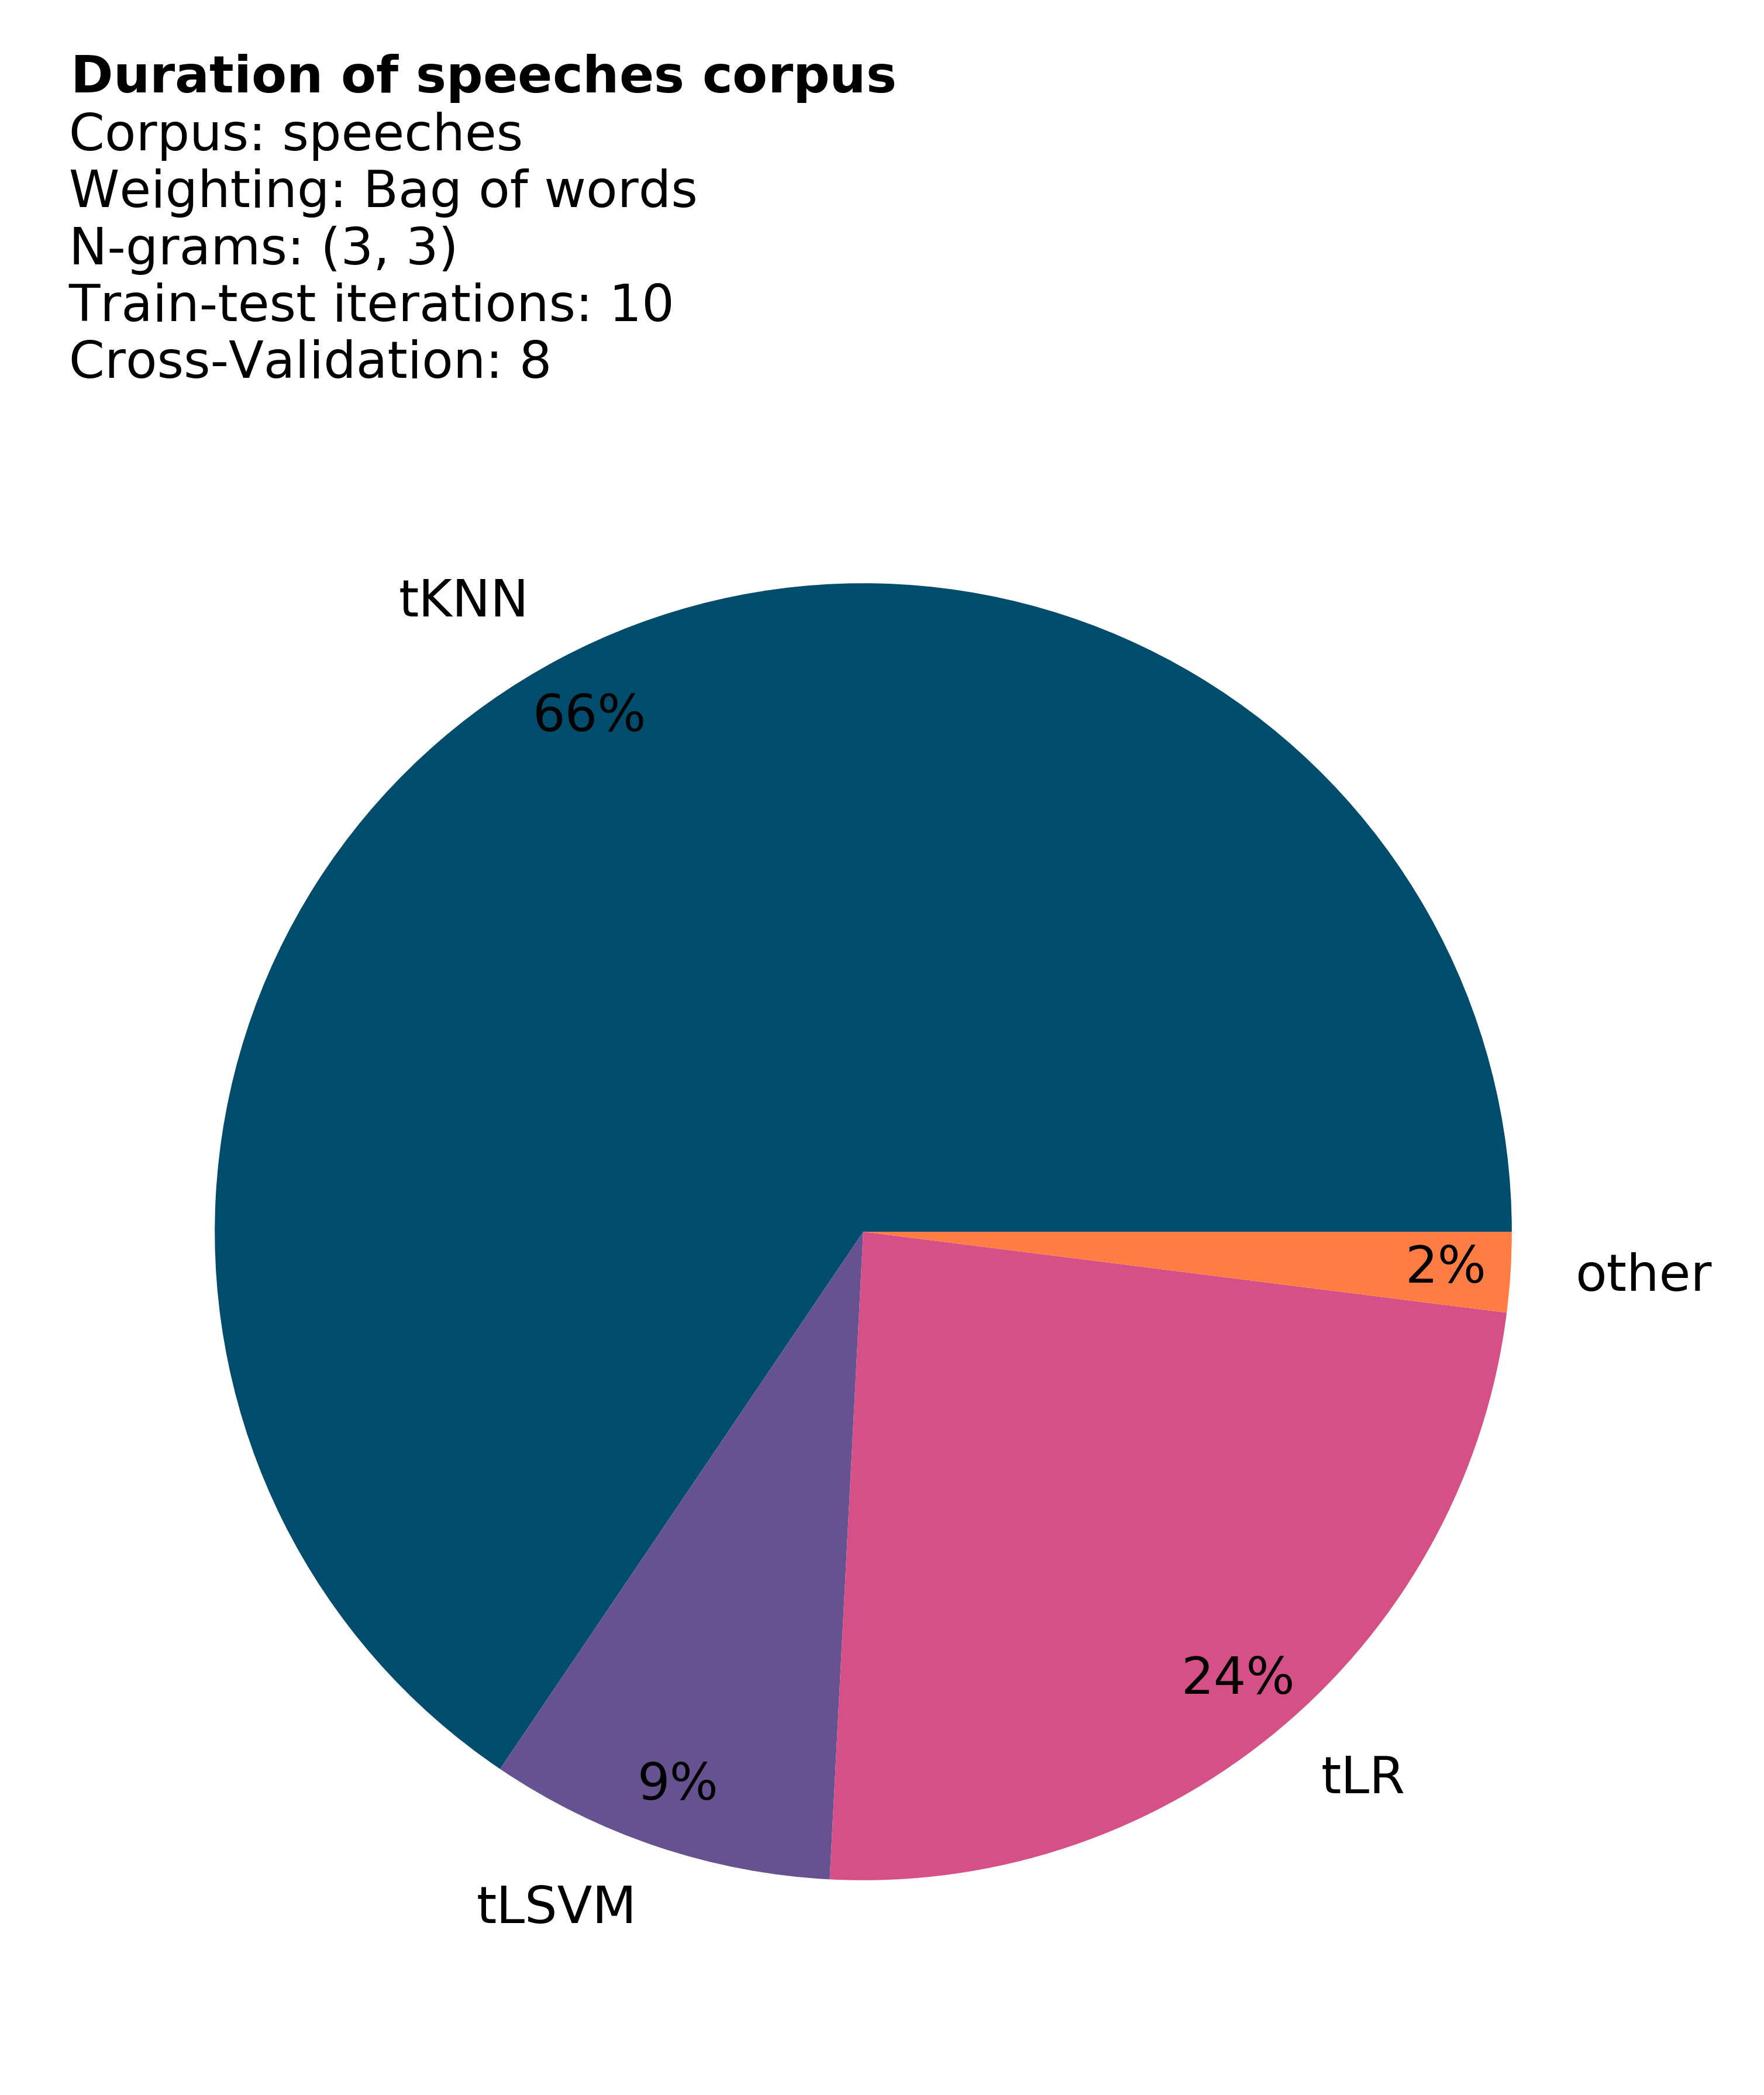 Duration of speeches corpus
Corpus: speeches
Weighting: Bag of words
N-grams: (3, 3)
Train-test iterations: 10
Cross-Validation: 8
tKNN
66%
2%
other
24%
tLR
9%
tLSVM